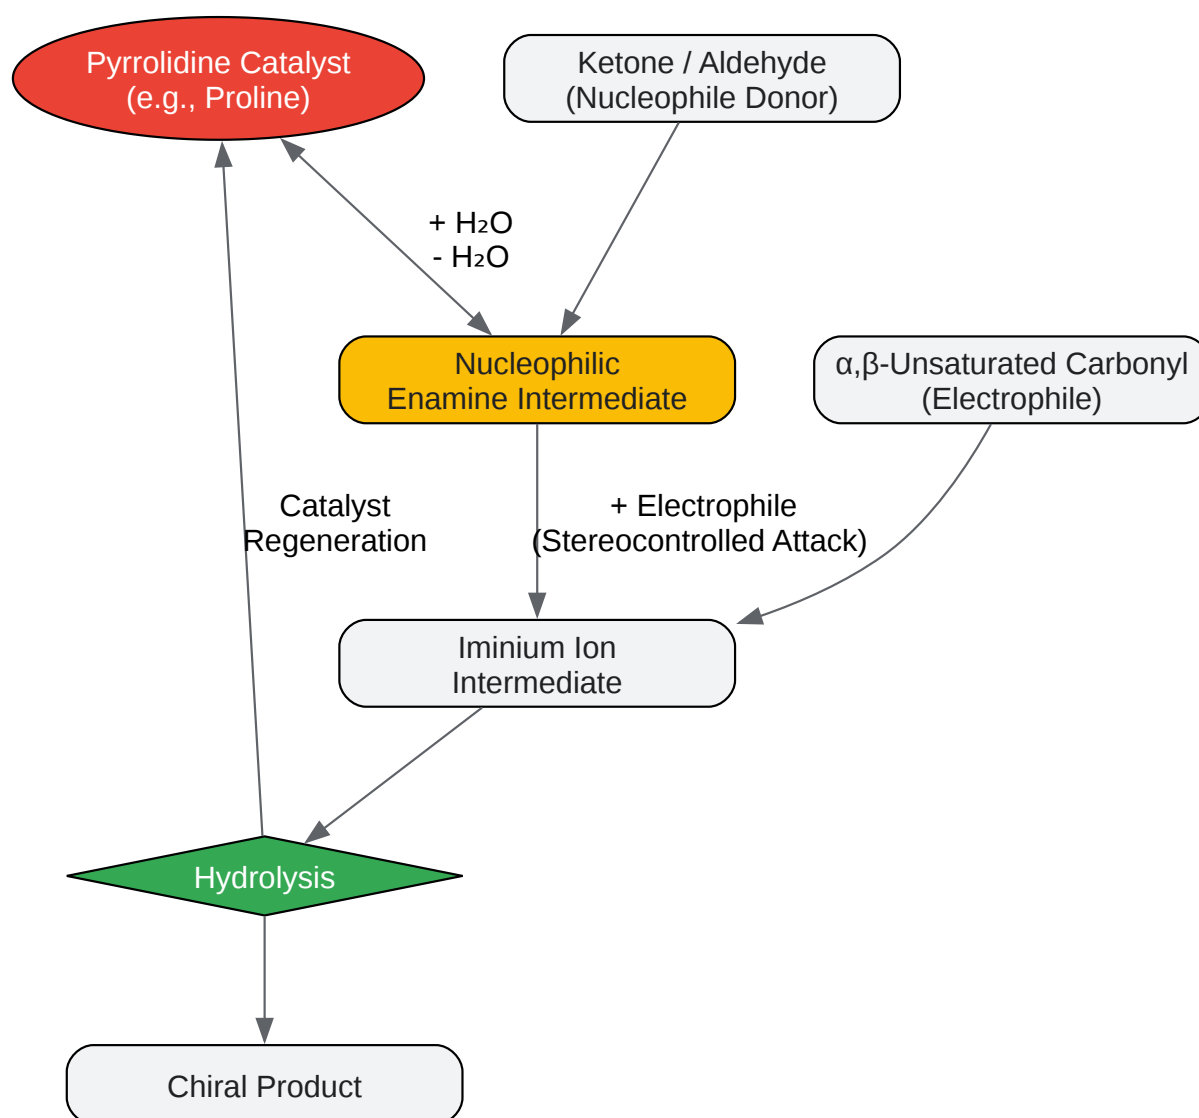 Pyrrolidine Catalyst
(e.g., Proline)
Ketone / Aldehyde
(Nucleophile Donor)
+ H₂O
- H₂O
Nucleophilic
Enamine Intermediate
α,β-Unsaturated Carbonyl
(Electrophile)
Catalyst
Regeneration
+ Electrophile
(Stereocontrolled Attack)
Iminium Ion
Intermediate
Hydrolysis
Chiral Product